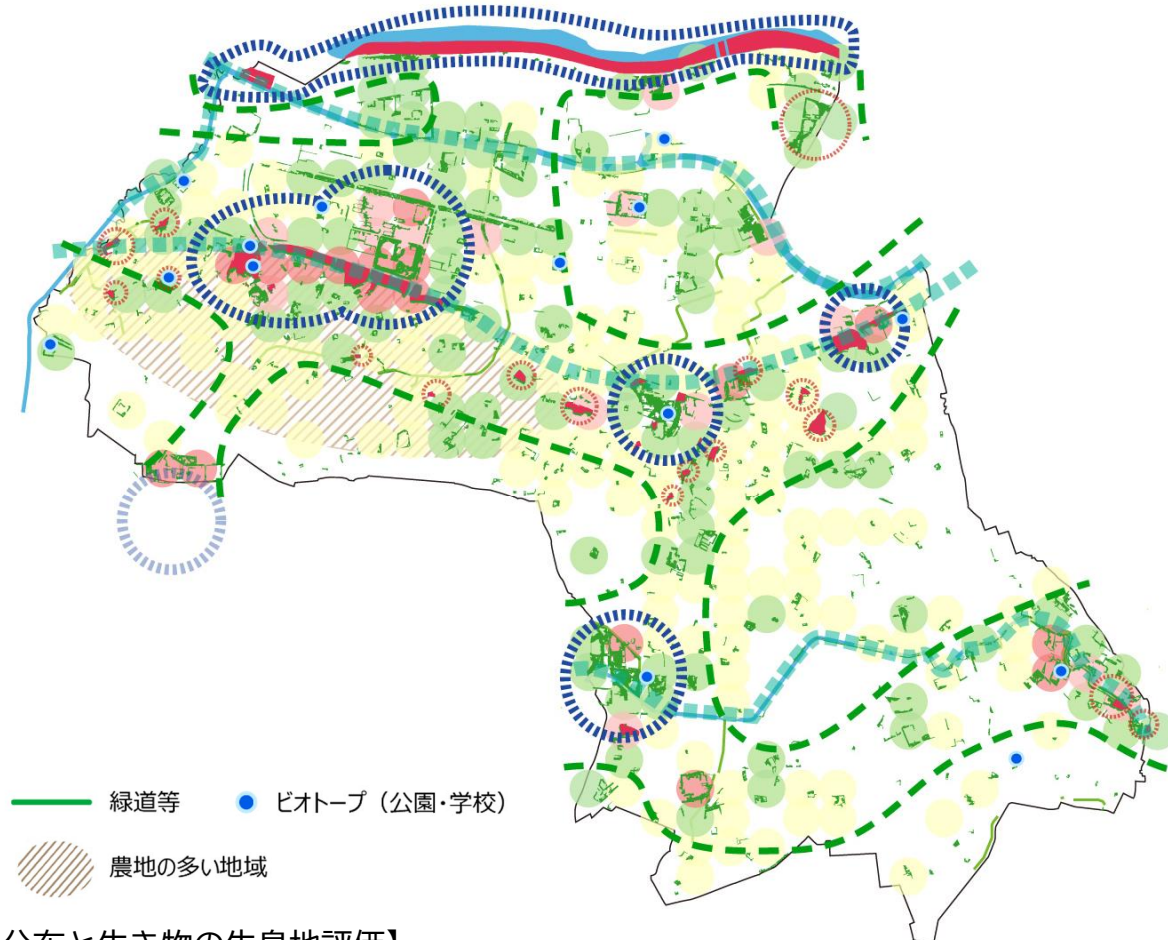 緑道等
ビオトープ（公園・学校）
農地の多い地域
分布と生き物の生息地評価】